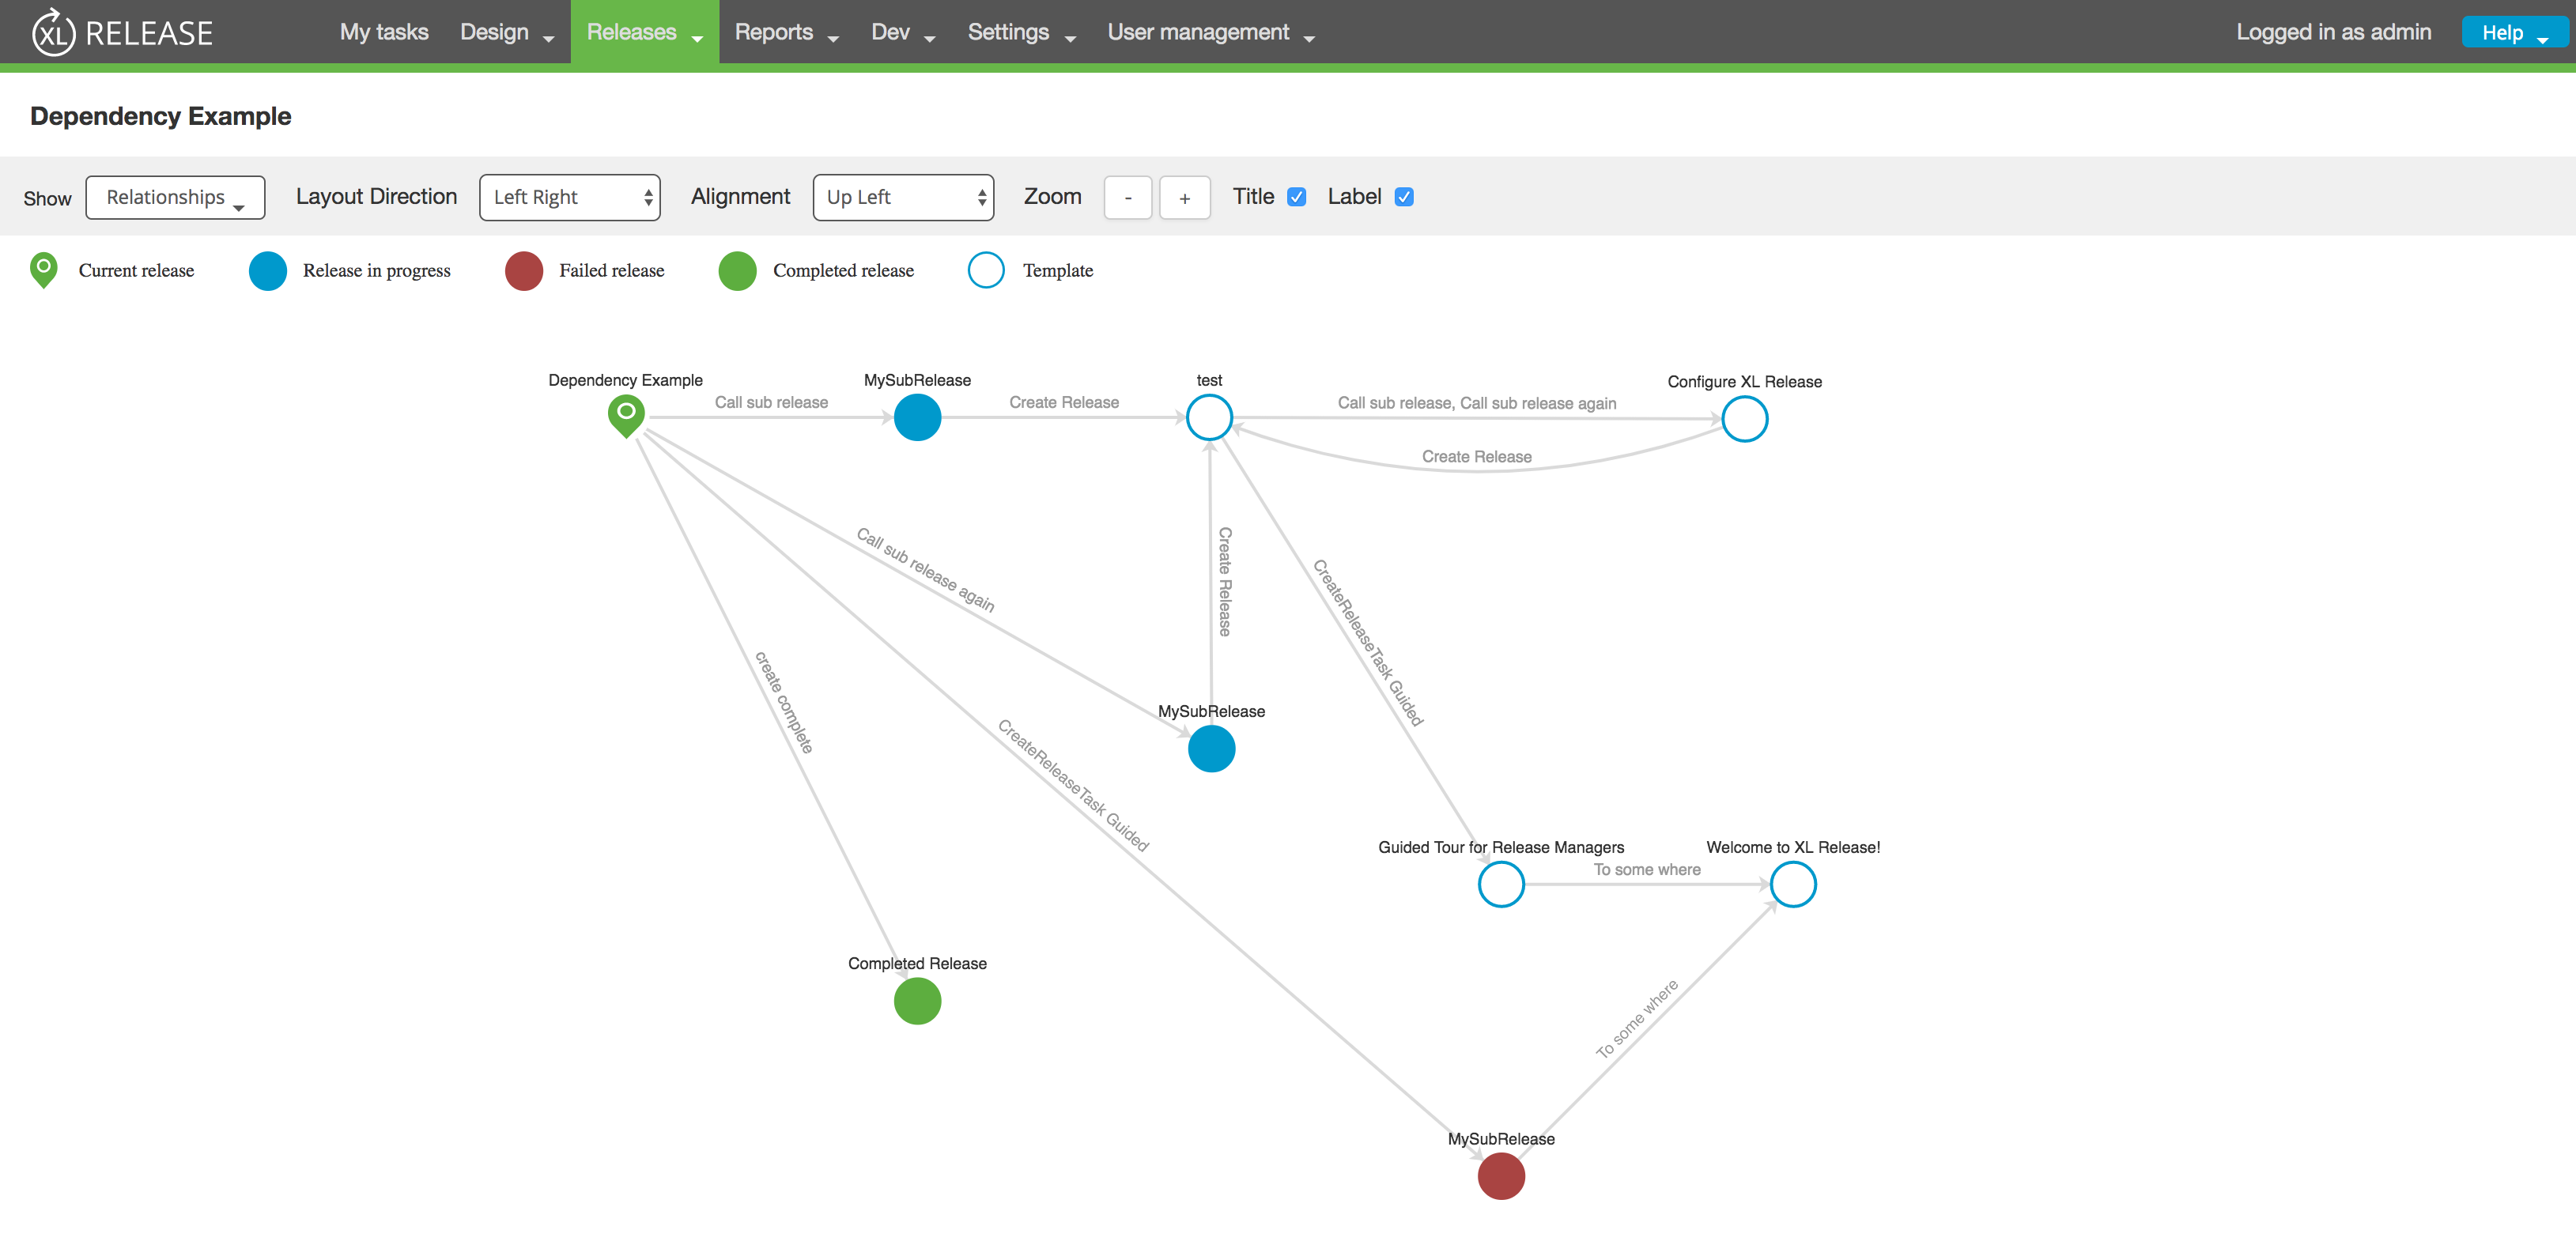 XL RELEASE My tasks Design Releases Reports Dev Settings User management Logged in as admin Help
Dependency Example
Show Relationships Layout Direction Left Right Alignment Up Left Zoom - + Title Label
Current release Release in progress Failed release Completed release Template
Dependency Example MySubRelease test Configure XL Release
Call sub release Create Release Call sub release, Call sub release again
Create Release
Call sub release again
Create Release
CreateReleaseTask Guided
create complete
MySubRelease
CreateReleaseTask Guided
Guided Tour for Release Managers Welcome to XL Release!
To some where
Completed Release
To some where
MySubRelease